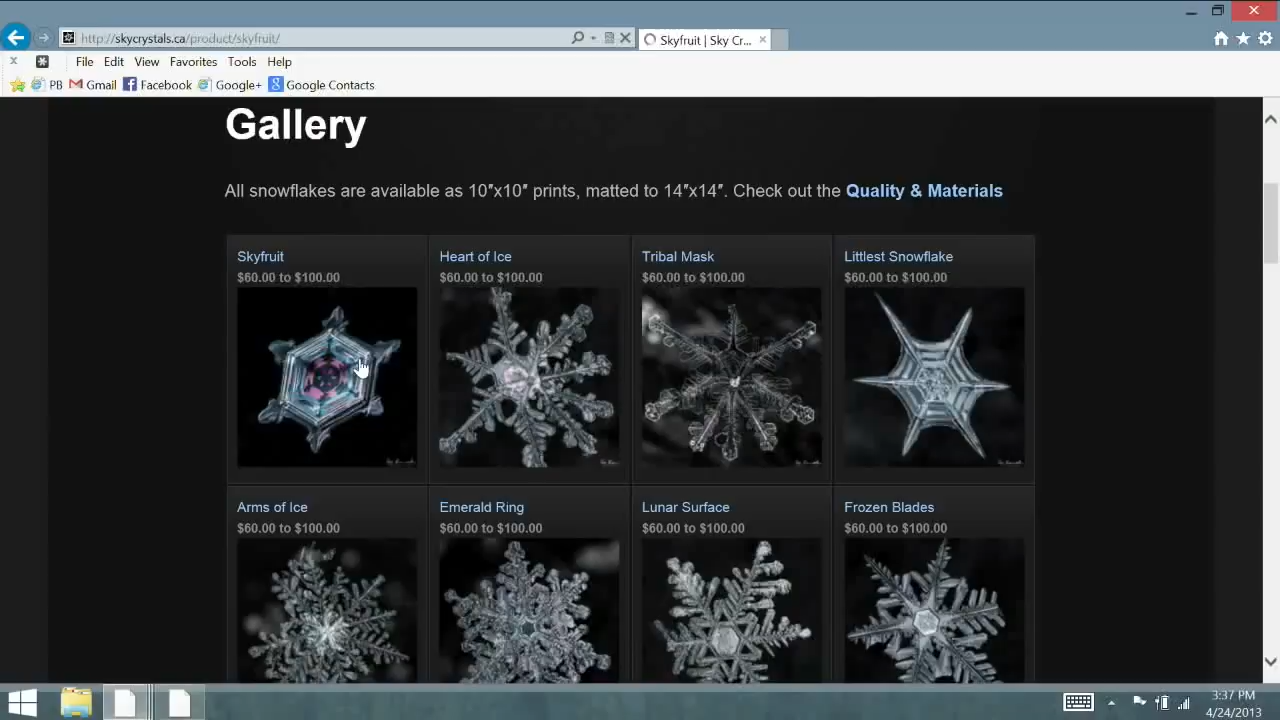 http://skycrystals.ca/product/skyfruit/
Skyfruit | Sky Cr...
File Edit View Favorites Tools Help
PB Gmail Facebook Google+ Google Contacts
Gallery
All snowflakes are available as 10″x10″ prints, matted to 14″x14″. Check out the Quality & Materials
Skyfruit Heart of Ice Tribal Mask Littlest Snowflake
$60.00 to $100.00 $60.00 to $100.00 $60.00 to $100.00 $60.00 to $100.00
Arms of Ice Emerald Ring Lunar Surface Frozen Blades
$60.00 to $100.00 $60.00 to $100.00 $60.00 to $100.00 $60.00 to $100.00
3:37 PM
4/24/2013